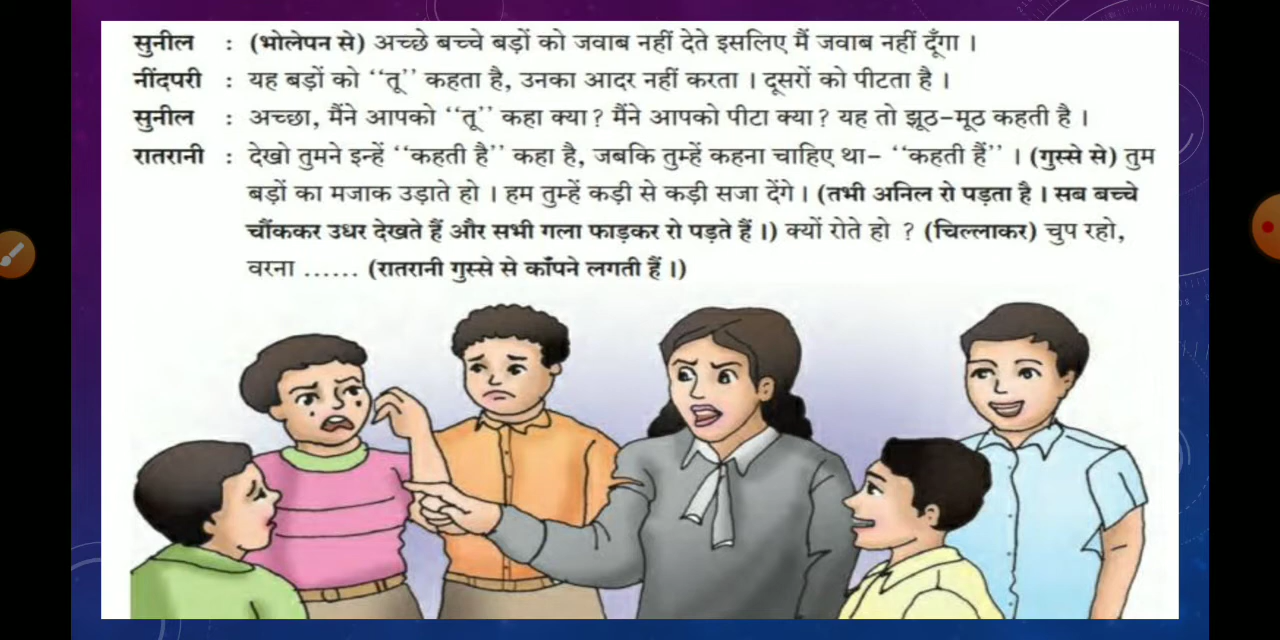 सुनील : (भोलेपन से) अच्छे बच्चे बड़ों को जवाब नहीं देते इसलिए मैं जवाब नहीं दूँगा ।
नींदपरी : यह बड़ों को ‘‘तू’’ कहता है, उनका आदर नहीं करता । दूसरों को पीटता है ।
सुनील : अच्छा, मैंने आपको ‘‘तू’’ कहा क्या ? मैंने आपको पीटा क्या ? यह तो झूठ-मूठ कहती है ।
रातरानी : देखो तुमने इन्हें ‘‘कहती है’’ कहा है, जबकि तुम्हें कहना चाहिए था- ‘‘कहती हैं’’ । (गुस्से से) तुम
बड़ों का मजाक उड़ाते हो । हम तुम्हें कड़ी से कड़ी सजा देंगे । (तभी अनिल रो पड़ता है । सब बच्चे
चौंककर उधर देखते हैं और सभी गला फाड़कर रो पड़ते हैं ।) क्यों रोते हो ? (चिल्लाकर) चुप रहो,
वरना ...... (रातरानी गुस्से से काँपने लगती हैं ।)